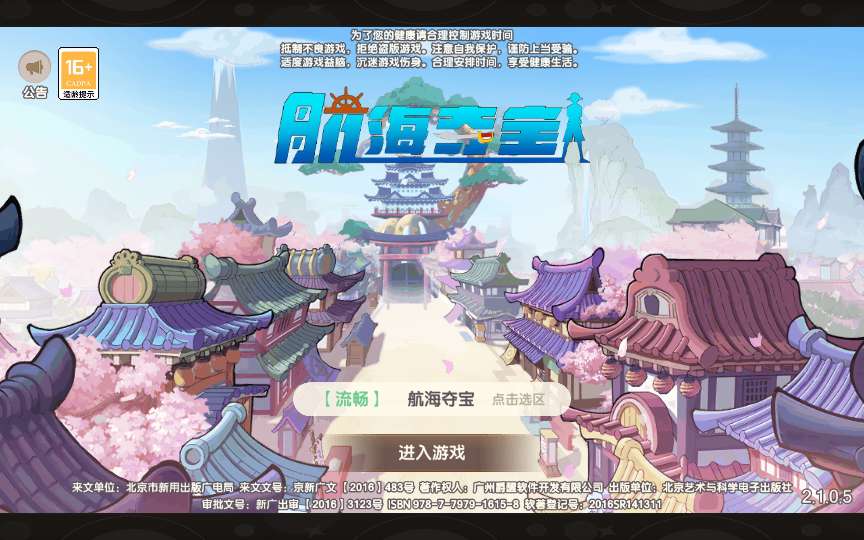 为了您的健康请合理控制游戏时间
抵制不良游戏，拒绝盗版游戏。注意自我保护，谨防上当受骗。
适度游戏益脑，沉迷游戏伤身。合理安排时间，享受健康生活。
公告
16+
CADPA
适龄提示
航海夺宝
【流畅】 航海夺宝 点击选区
进入游戏
来文单位：北京市新用出版广电局 来文文号：京新广文【2016】483号 著作权人：广州爵醒软件开发有限公司 出版单位：北京艺术与科学电子出版社
审批文号：新广出审【2016】3123号 ISBN 978-7-7979-1615-8 软著登记号：2016SR141311
2.1.0.5